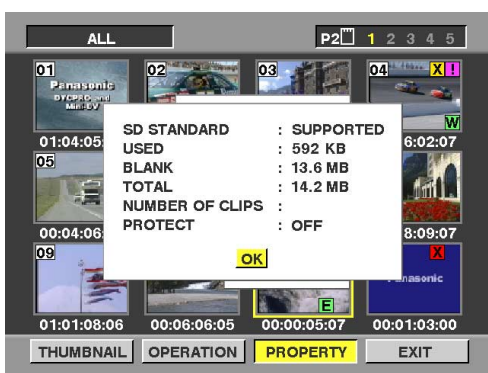 ALL
P2 1 2 3 4 5
01 02 03 04 X !
Panasonic
DVCPRO and
Mini-DV
W
01:04:05: 6:02:07
SD STANDARD : SUPPORTED
USED : 592 KB
BLANK : 13.6 MB
TOTAL : 14.2 MB
NUMBER OF CLIPS :
PROTECT : OFF
OK
05
00:04:06: 8:09:07
09 X
Panasonic
E
01:01:08:06 00:06:06:05 00:00:05:07 00:01:03:00
THUMBNAIL OPERATION PROPERTY EXIT